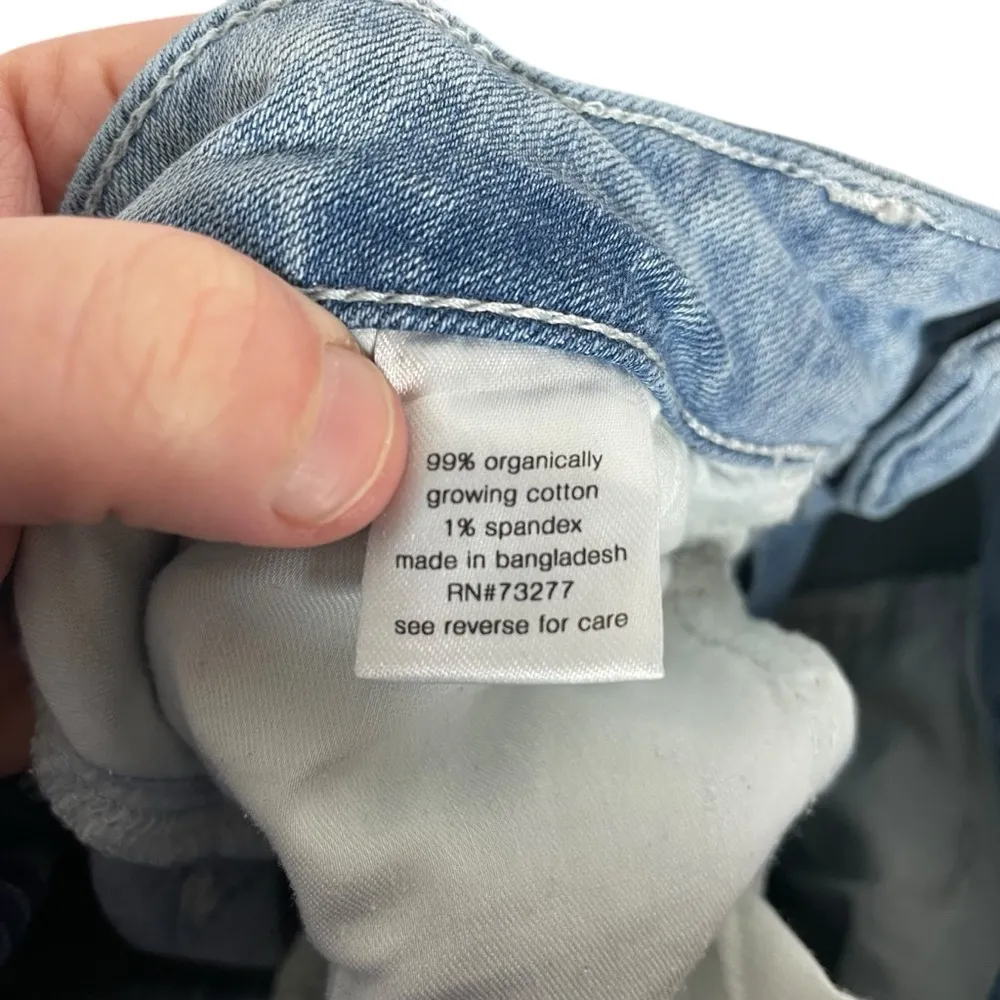 99% organically
growing cotton
1% spandex
made in bangladesh
RN#73277
see reverse for care